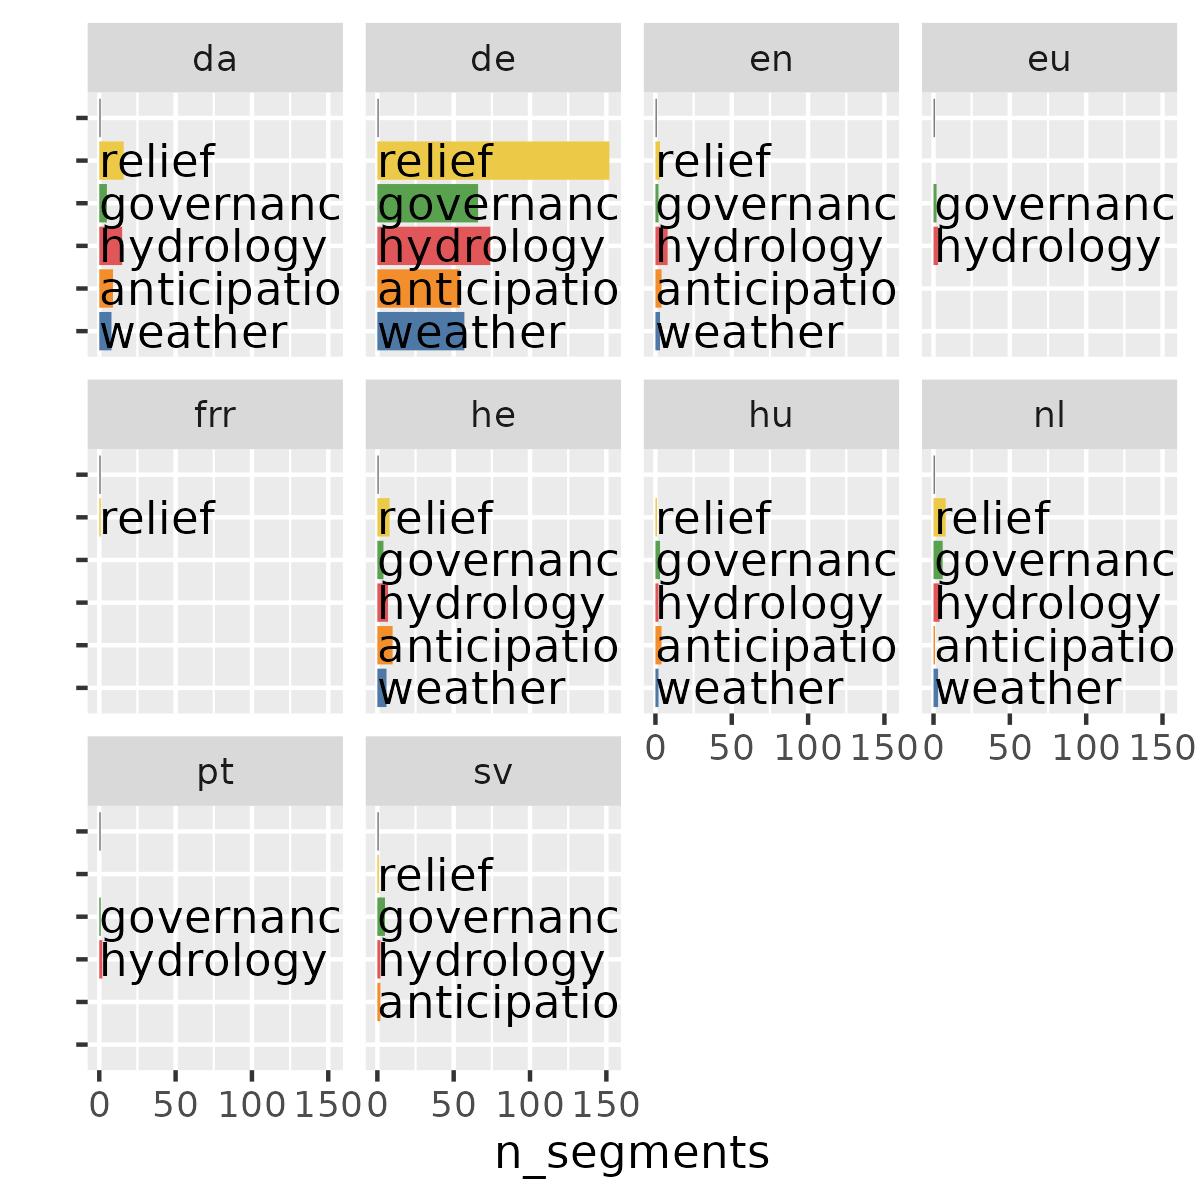 da
de
en
eu
relief
governanc
hydrology
anticipatio
weather
relief
governanc
hydrology
anticipatio
weather
relief
governanc
hydrology
anticipatio
weather
governanc
hydrology
frr
he
hu
nl
relief
relief
governanc
hydrology
anticipatio
weather
relief
governanc
hydrology
anticipatio
weather
relief
governanc
hydrology
anticipatio
weather
0 50 100 150
0 50 100 150
pt
sv
governanc
hydrology
relief
governanc
hydrology
anticipatio
0 50 100 150
0 50 100 150
n_segments